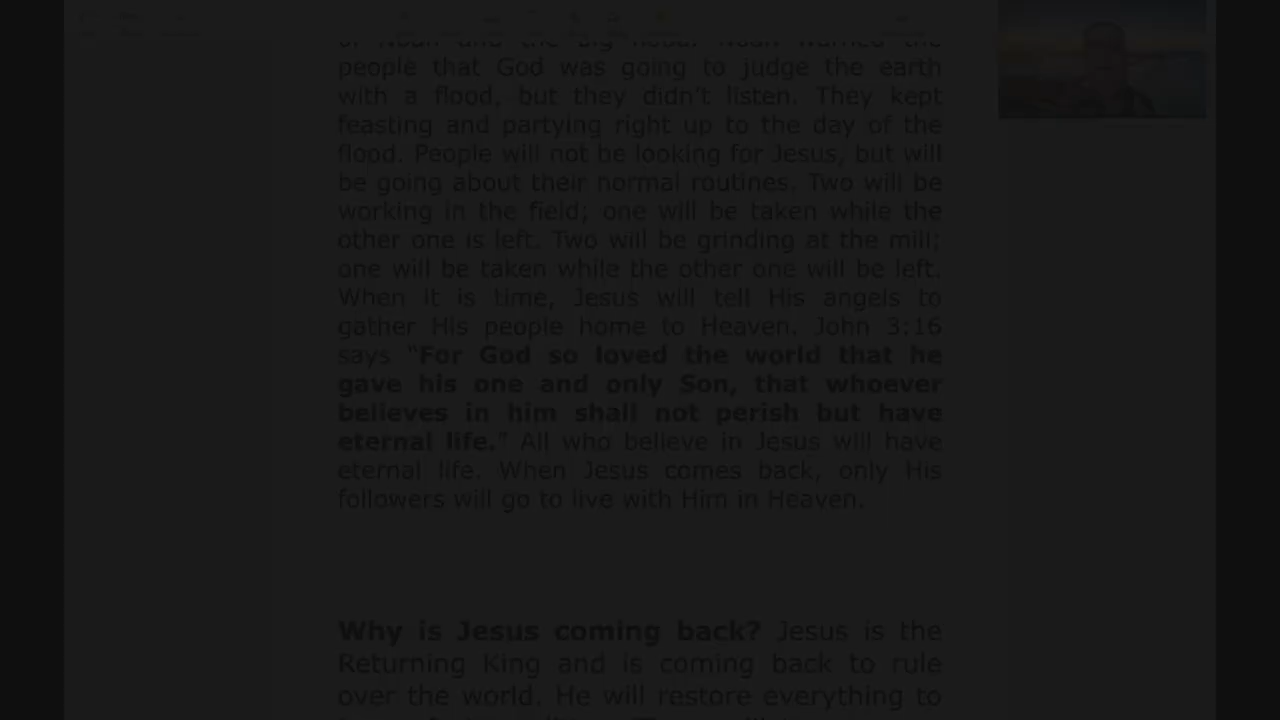 of Noah and the big flood. Noah warned the
people that God was going to judge the earth
with a flood, but they didn't listen. They kept
feasting and partying right up to the day of the
flood. People will not be looking for Jesus, but will
be going about their normal routines. Two will be
working in the field; one will be taken while the
other one is left. Two will be grinding at the mill;
one will be taken while the other one will be left.
When it is time, Jesus will tell His angels to
gather His people home to Heaven. John 3:16
says "For God so loved the world that he
gave his one and only Son, that whoever
believes in him shall not perish but have
eternal life." All who believe in Jesus will have
eternal life. When Jesus comes back, only His
followers will go to live with Him in Heaven.
Why is Jesus coming back? Jesus is the
Returning King and is coming back to rule
over the world. He will restore everything to